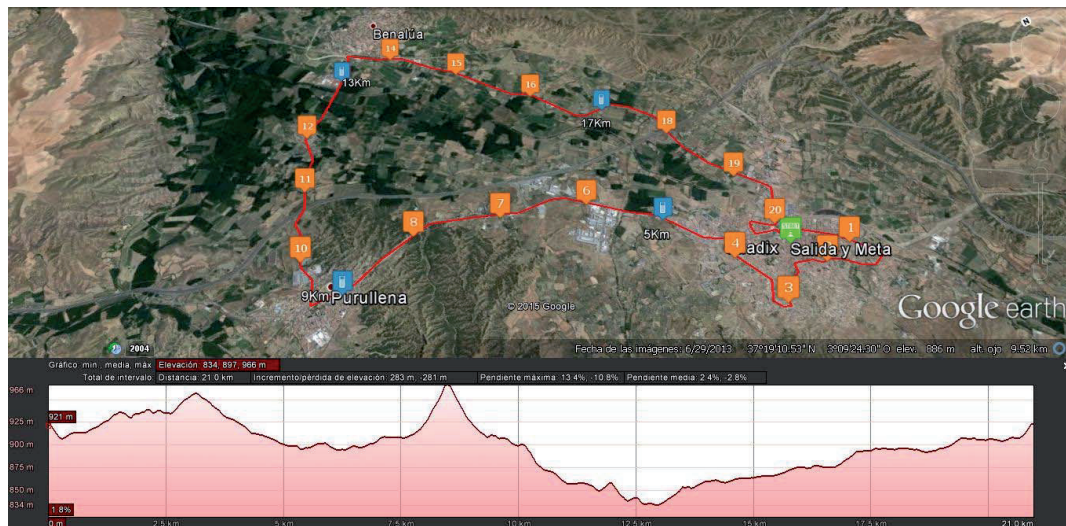 N
Benalúa
14
15
13Km
16
17Km
12
18
19
11
6
7
8
5Km
20
10
4
1
adix
Salida y Meta
3
9Km
Purullena
© 2015 Google
Google earth
2004
Fecha de las imágenes: 6/29/2013 37°19'10.53" N 3°09'24.30" O elev. 886 m alt. ojo 9.52 km
Gráfico: mín., media, máx. Elevación: 834, 897, 966 m
Total de intervalo: Distancia: 21.0 km Incremento/pérdida de elevación: 283 m, -281 m Pendiente máxima: 13.4%, -10.8% Pendiente media: 2.4%, -2.8%
966 m
921 m
925 m
900 m
875 m
850 m
834 m
1.8%
0 m 2.5 km 5 km 7.5 km 10 km 12.5 km 15 km 17.5 km 21.0 km